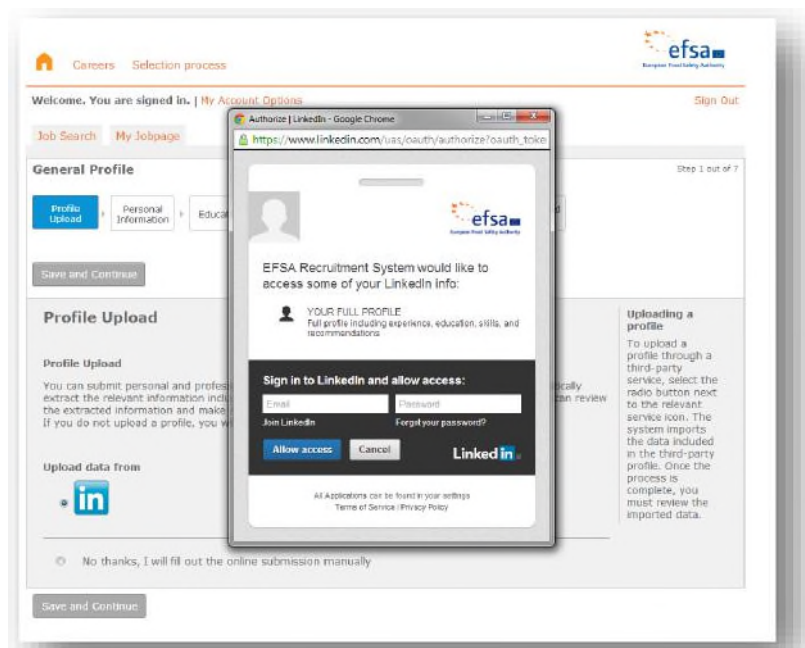 efsa
European Food Safety Authority
Careers Selection process
Welcome. You are signed in. | My Account Options
Sign Out
Job Search My Jobpage
General Profile
Step 1 out of 7
Profile Upload
Personal Information
Educat
d
Save and Continue
Authorize | LinkedIn - Google Chrome
https://www.linkedin.com/uas/oauth/authorize?oauth_toke
efsa
European Food Safety Authority
EFSA Recruitment System would like to
access some of your LinkedIn info:
YOUR FULL PROFILE
Full profile including experience, education, skills, and
recommendations
Sign in to LinkedIn and allow access:
Email Password
Join LinkedIn Forgot your password?
Allow access Cancel Linked in
All Applications can be found in your settings
Terms of Service | Privacy Policy
Profile Upload
Profile Upload
You can submit personal and profes ically
extract the relevant information inclu can review
the extracted information and make
If you do not upload a profile, you wi
Upload data from
in
No thanks, I will fill out the online submission manually
Uploading a
profile
To upload a
profile through a
third-party
service, select the
radio button next
to the relevant
service icon. The
system imports
the data included
in the third-party
profile. Once the
process is
complete, you
must review the
imported data.
Save and Continue